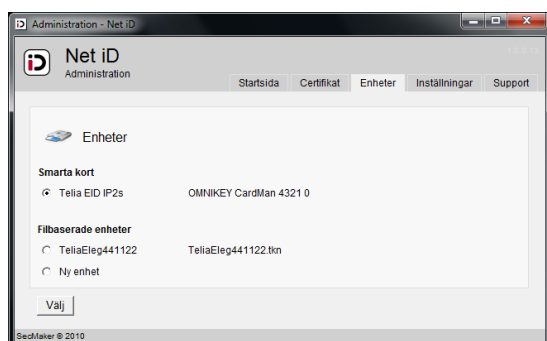 Administration - Net iD
Net iD
Administration
Startsida Certifikat Enheter Inställningar Support
Enheter
Smarta kort
Telia EID IP2s OMNIKEY CardMan 4321 0
Filbaserade enheter
TeliaEleg441122 TeliaEleg441122.tkn
Ny enhet
Välj
SecMaker © 2010